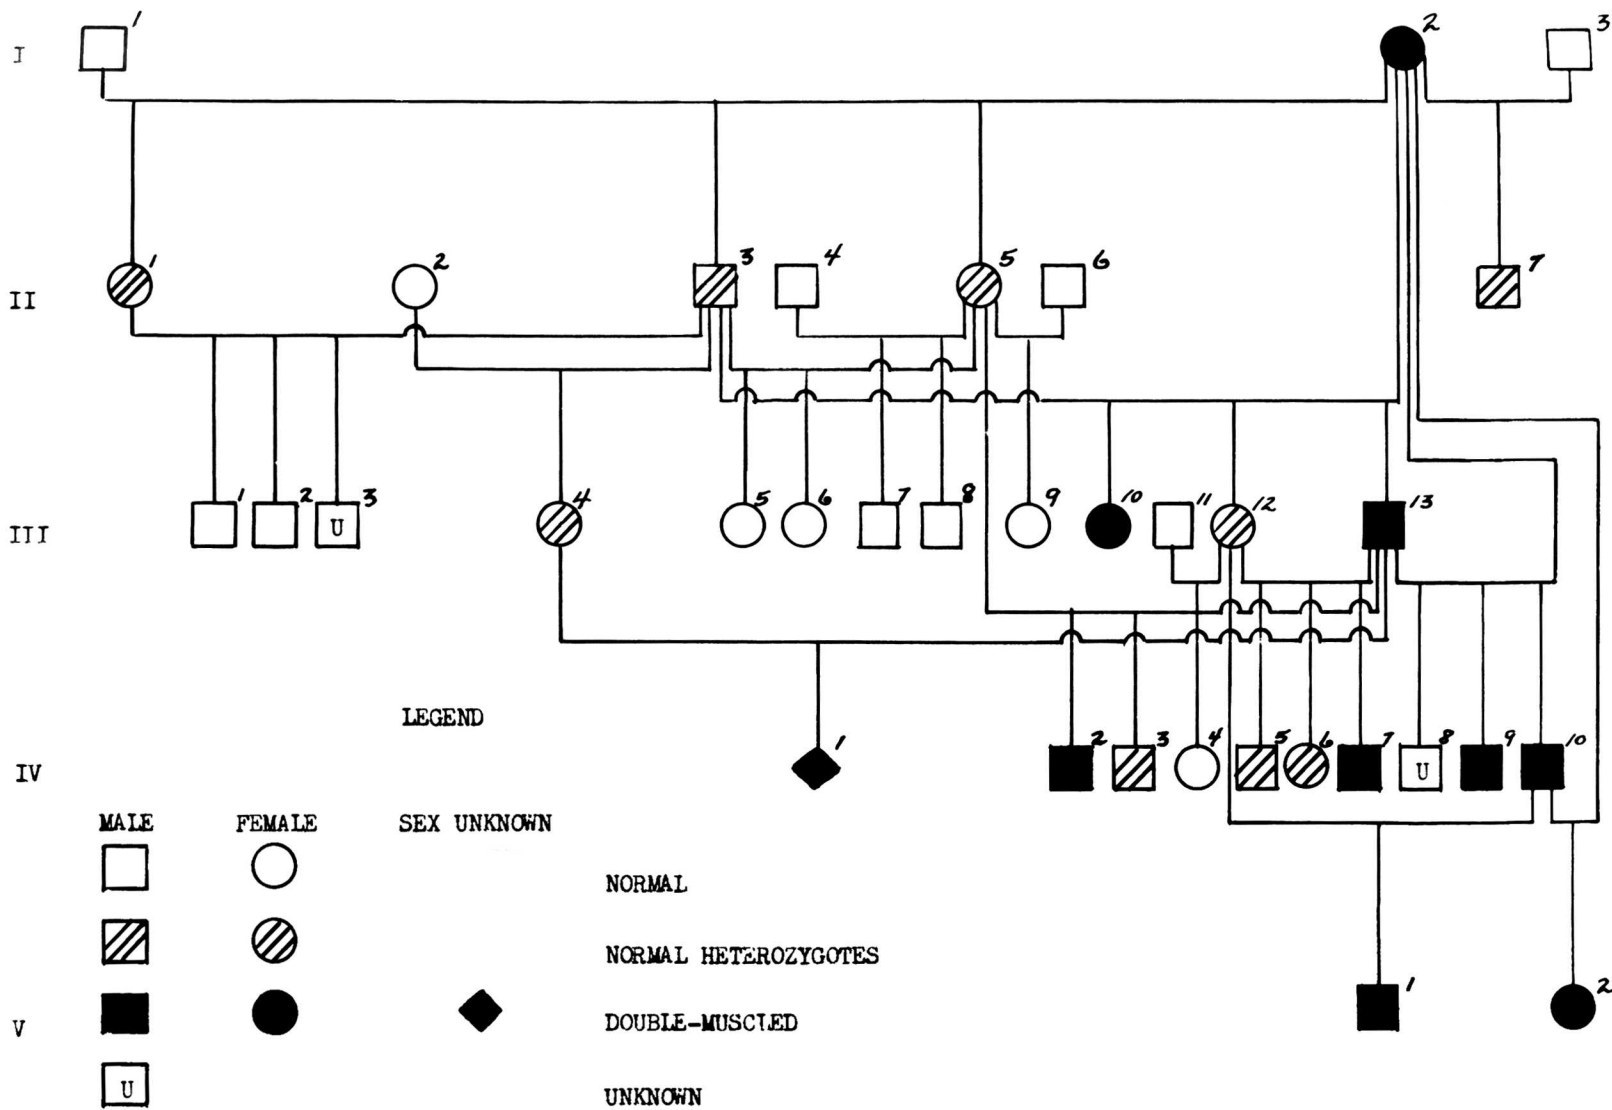 I 1 2 3
II 1 2 3 4 5 6 7
III U 1 2 3 4 5 6 7 8 9 10 11 12 13
LEGEND
IV 1 2 3 4 5 6 7 U 8 9 10
MALE FEMALE SEX UNKNOWN
NORMAL
NORMAL HETEROZYGOTES
V DOUBLE-MUSCLED 1 2
U UNKNOWN